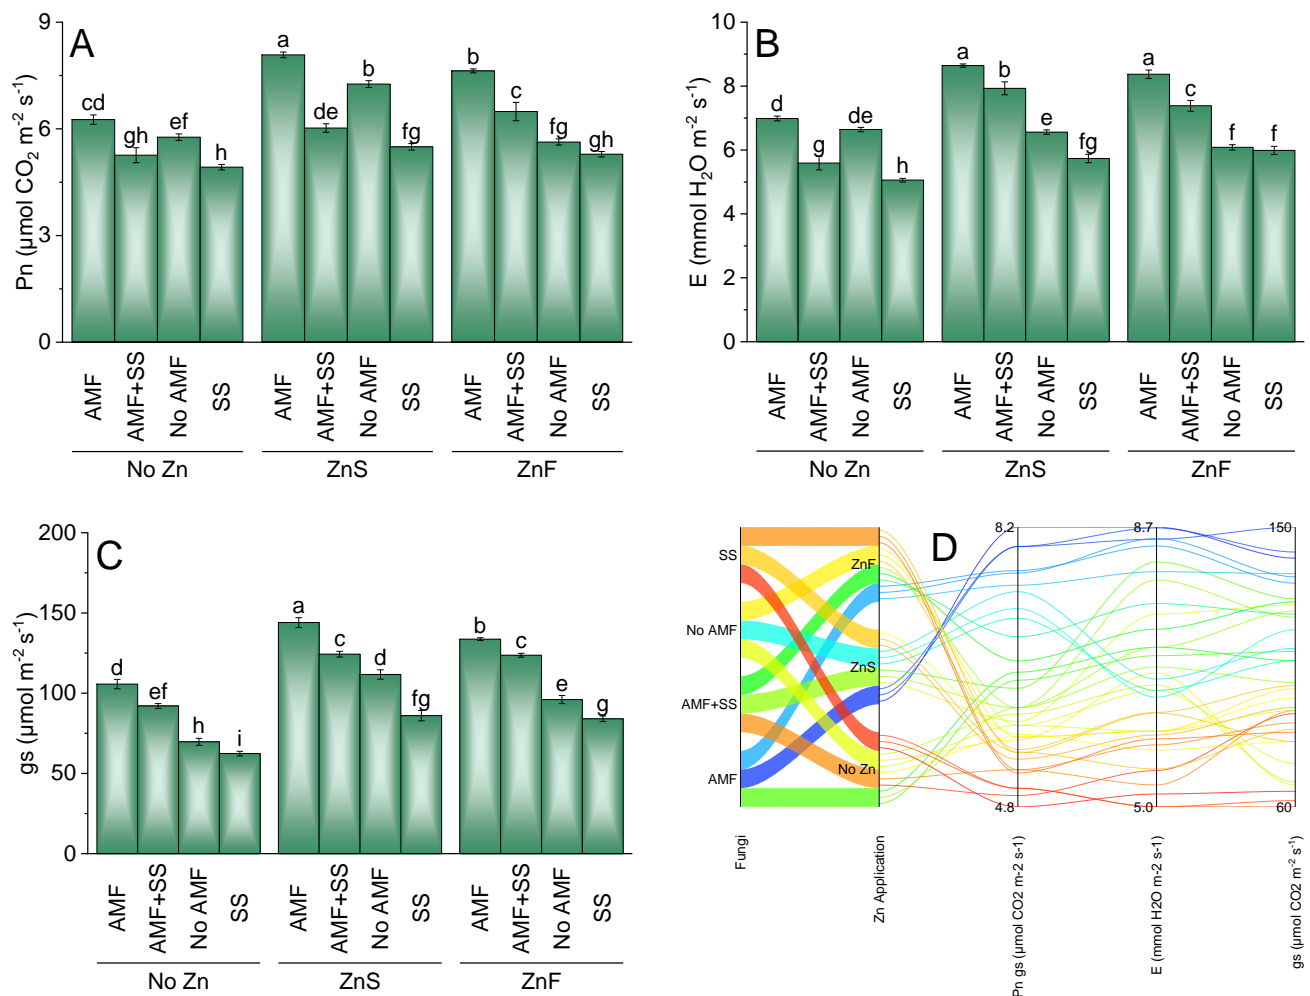 A
Pn (µmol CO2 m-2 s-1)
9
6
3
0
cd
gh
ef
h
a
de
b
fg
b
c
fg
gh
AMF
AMF+SS
No AMF
SS
AMF
AMF+SS
No AMF
SS
AMF
AMF+SS
No AMF
SS
No Zn
ZnS
ZnF
B
E (mmol H2O m-2 s-1)
10
8
6
4
2
0
d
g
de
h
a
b
e
fg
a
c
f
f
AMF
AMF+SS
No AMF
SS
AMF
AMF+SS
No AMF
SS
AMF
AMF+SS
No AMF
SS
No Zn
ZnS
ZnF
C
gs (µmol m-2 s-1)
200
150
100
50
0
d
ef
h
i
a
c
d
fg
b
c
e
g
AMF
AMF+SS
No AMF
SS
AMF
AMF+SS
No AMF
SS
AMF
AMF+SS
No AMF
SS
No Zn
ZnS
ZnF
D
SS
No AMF
AMF+SS
AMF
ZnF
ZnS
No Zn
8.2
4.8
8.7
5.0
150
60
Fungi
Zn Application
Pn gs (µmol CO2 m-2 s-1)
E (mmol H2O m-2 s-1)
gs (µmol CO2 m-2 s-1)